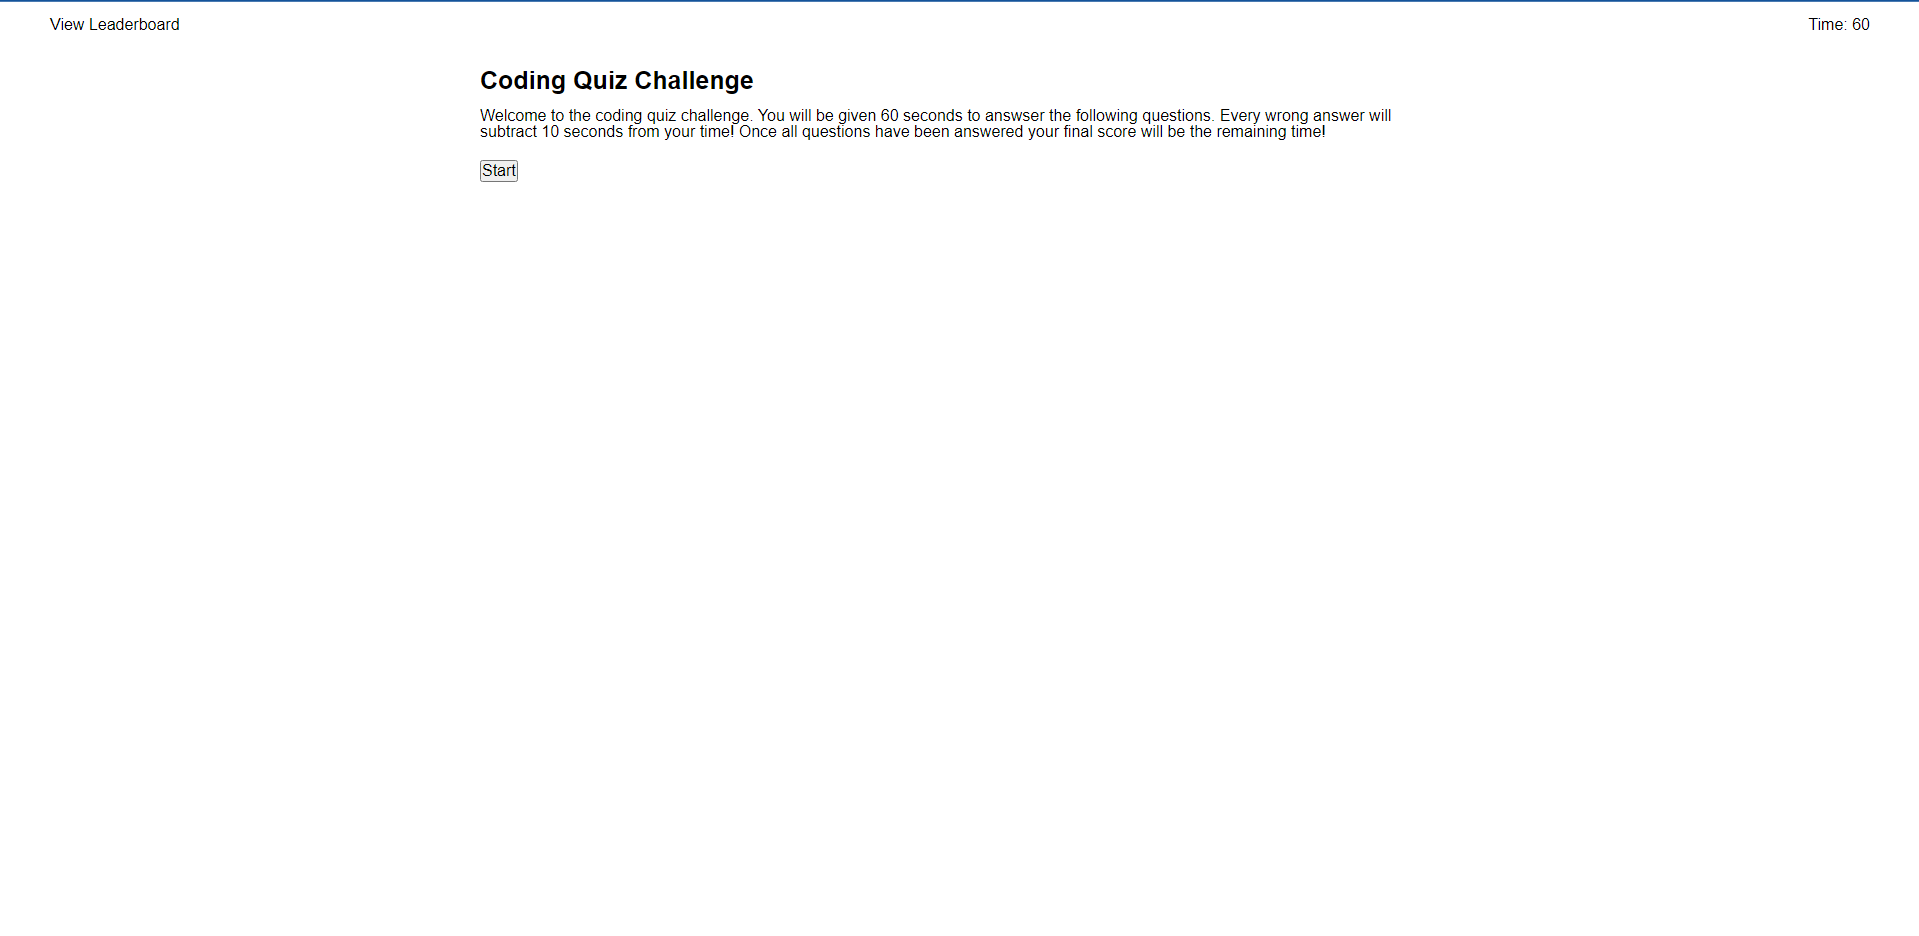 View Leaderboard
Time: 60
Coding Quiz Challenge
Welcome to the coding quiz challenge. You will be given 60 seconds to answser the following questions. Every wrong answer will
subtract 10 seconds from your time! Once all questions have been answered your final score will be the remaining time!
Start